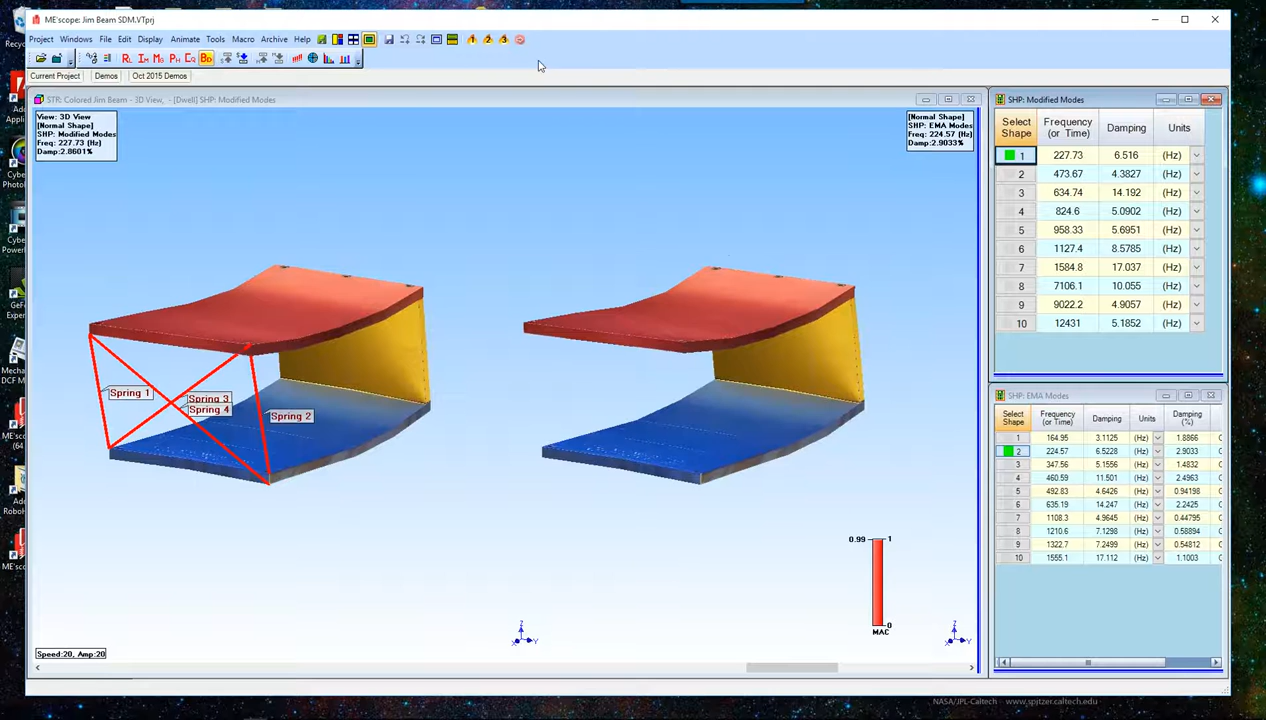 ME'scope: Jim Beam SDM.VTprj
Project Windows File Edit Display Animate Tools Macro Archive Help
Current Project Demos Oct 2015 Demos
STR: Colored Jim Beam - 3D View, - [Dwell] SHP: Modified Modes
View: 3D View
[Normal Shape]
SHP: Modified Modes
Freq: 227.73 (Hz)
Damp:2.8601%
[Normal Shape]
SHP: EMA Modes
Freq: 224.57 (Hz)
Damp:2.9033%
Spring 1
Spring 3
Spring 4
Spring 2
0.99 1
0
MAC
Z
X Y
Z
X Y
Speed:20, Amp:20
SHP: Modified Modes
Select Shape Frequency (or Time) Damping Units
1 227.73 6.516 (Hz)
2 473.67 4.3827 (Hz)
3 634.74 14.192 (Hz)
4 824.6 5.0902 (Hz)
5 958.33 5.6951 (Hz)
6 1127.4 8.5785 (Hz)
7 1584.8 17.037 (Hz)
8 7106.1 10.055 (Hz)
9 9022.2 4.9057 (Hz)
10 12431 5.1852 (Hz)
SHP: EMA Modes
Select Shape Frequency (or Time) Damping Units Damping (%)
1 164.95 3.1125 (Hz) 1.8866
2 224.57 6.5228 (Hz) 2.9033
3 347.56 5.1556 (Hz) 1.4832
4 460.59 11.501 (Hz) 2.4963
5 492.83 4.6426 (Hz) 0.94198
6 635.19 14.247 (Hz) 2.2425
7 1108.3 4.9645 (Hz) 0.44795
8 1210.6 7.1298 (Hz) 0.58894
9 1322.7 7.2499 (Hz) 0.54812
10 1555.1 17.112 (Hz) 1.1003
NASA/JPL-Caltech www.spitzer.caltech.edu